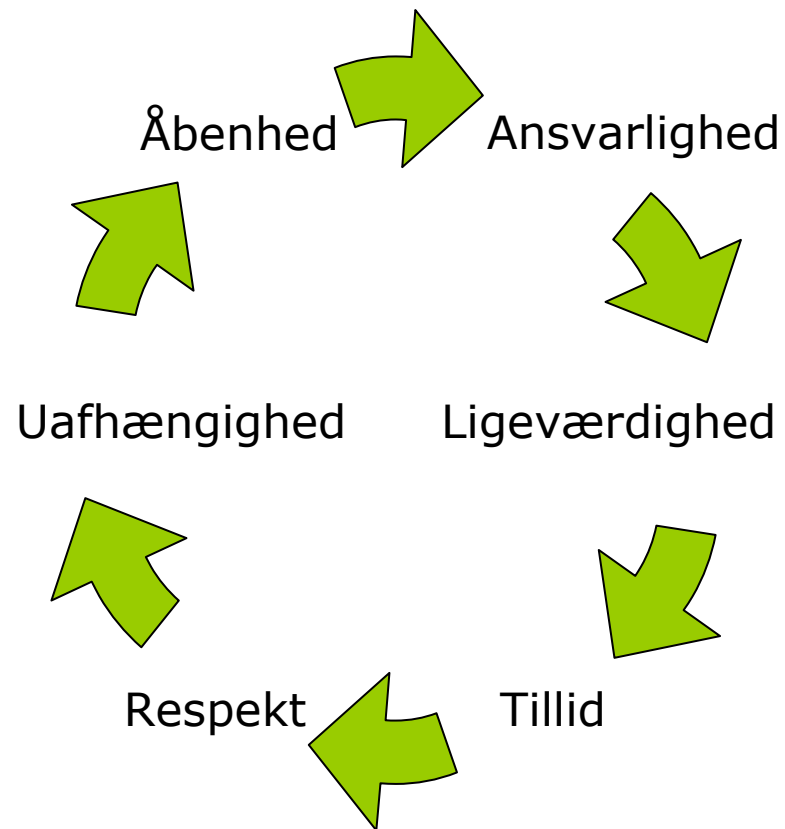 Åbenhed
Ansvarlighed
Uafhængighed
Ligeværdighed
Respekt
Tillid